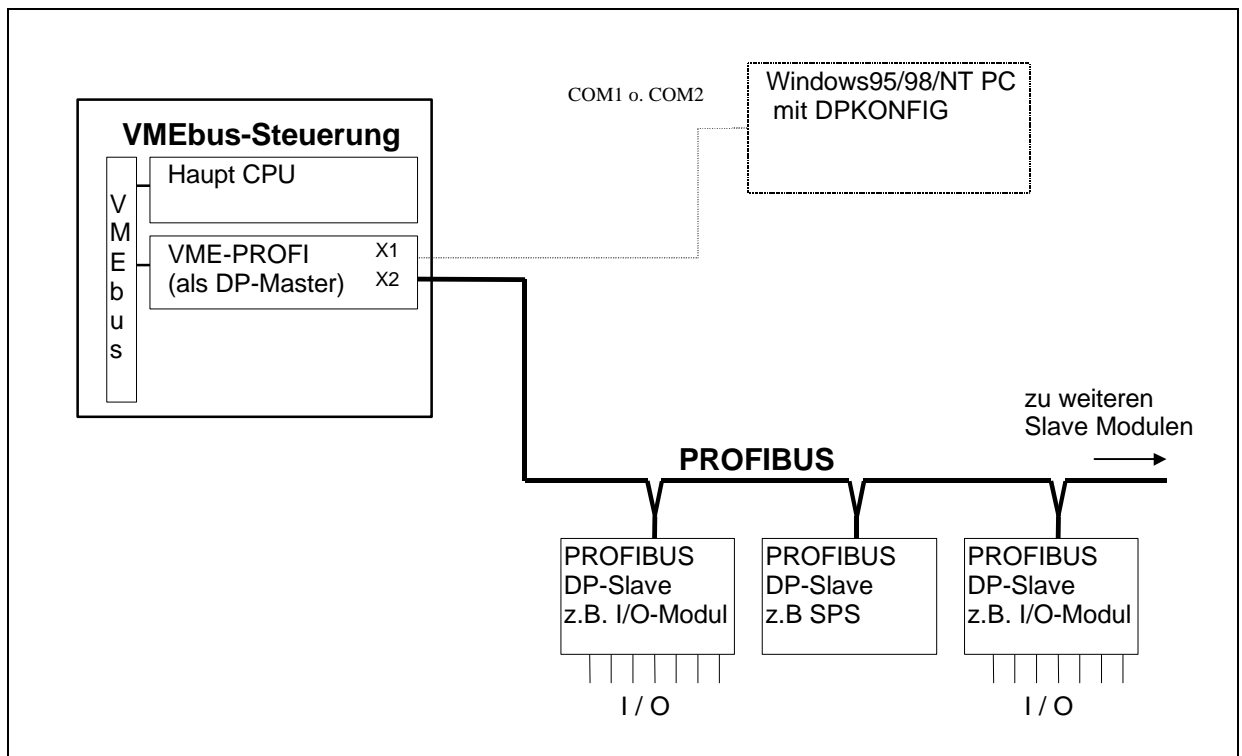 COM1 o. COM2
Windows95/98/NT PC
mit DPKONFIG
VMEbus-Steuerung
VMEbus
Haupt CPU
VME-PROFI X1
(als DP-Master) X2
zu weiteren
Slave Modulen
PROFIBUS
PROFIBUS
DP-Slave
z.B. I/O-Modul
PROFIBUS
DP-Slave
z.B SPS
PROFIBUS
DP-Slave
z.B. I/O-Modul
I / O
I / O